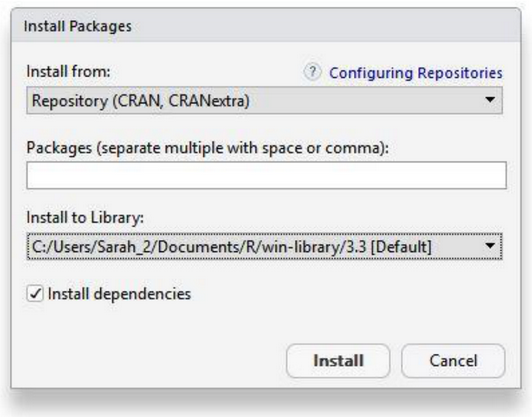 Install Packages
Install from:
Configuring Repositories
Repository (CRAN, CRANextra)
Packages (separate multiple with space or comma):
Install to Library:
C:/Users/Sarah_2/Documents/R/win-library/3.3 [Default]
Install dependencies
Install
Cancel